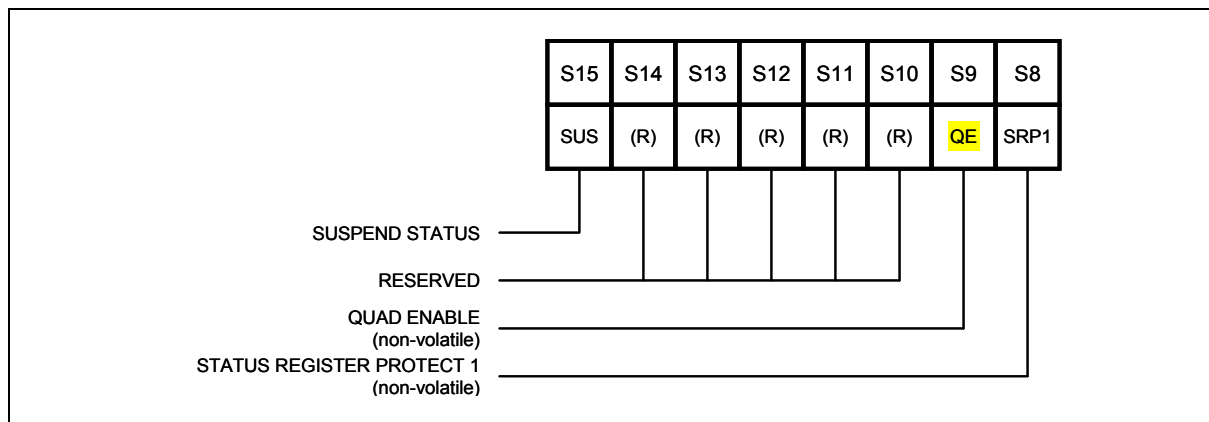 S15 S14 S13 S12 S11 S10 S9 S8
SUS (R) (R) (R) (R) (R) QE SRP1
SUSPEND STATUS
RESERVED
QUAD ENABLE
(non-volatile)
STATUS REGISTER PROTECT 1
(non-volatile)